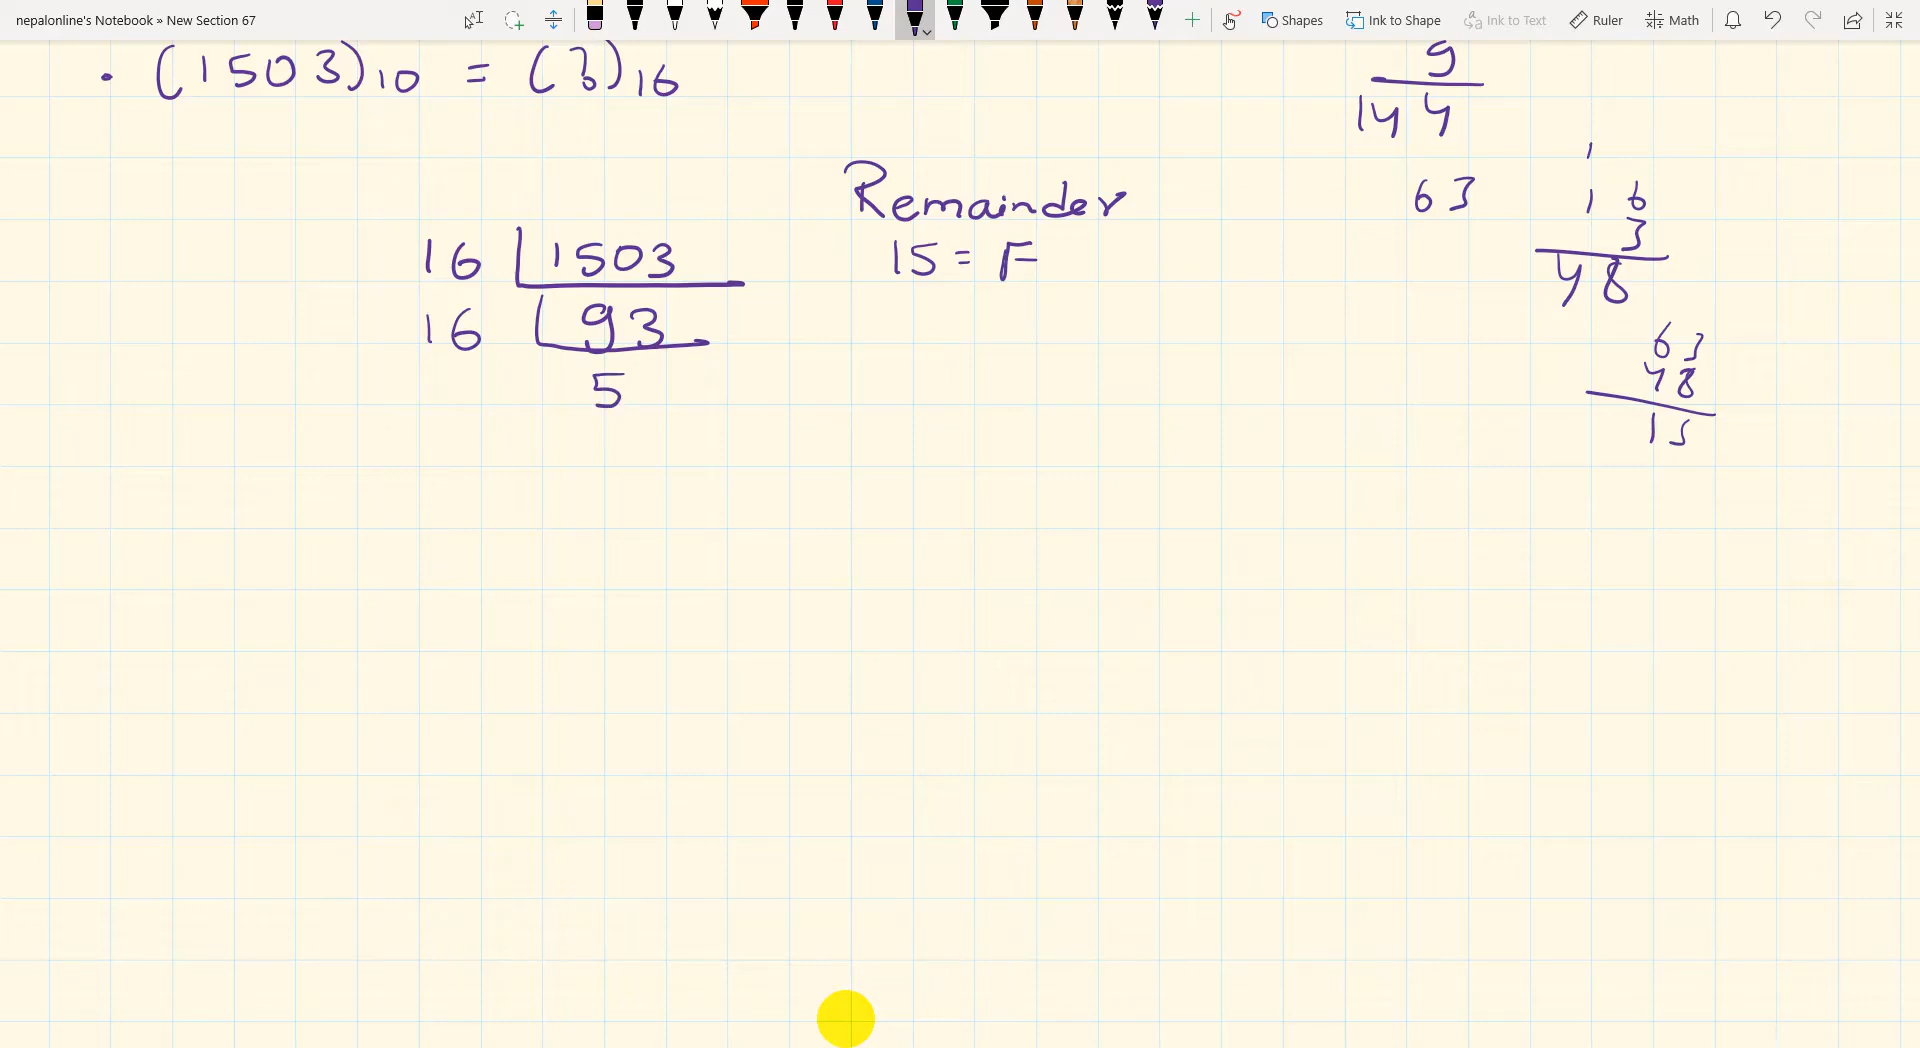 nepalonline's Notebook » New Section 67
Shapes Ink to Shape Ink to Text Ruler Math
• (1503)10 = (?)16
9
144
Remainder
16 1503 15 = F
16 93
5
63
1
16
3
48
63
48
15